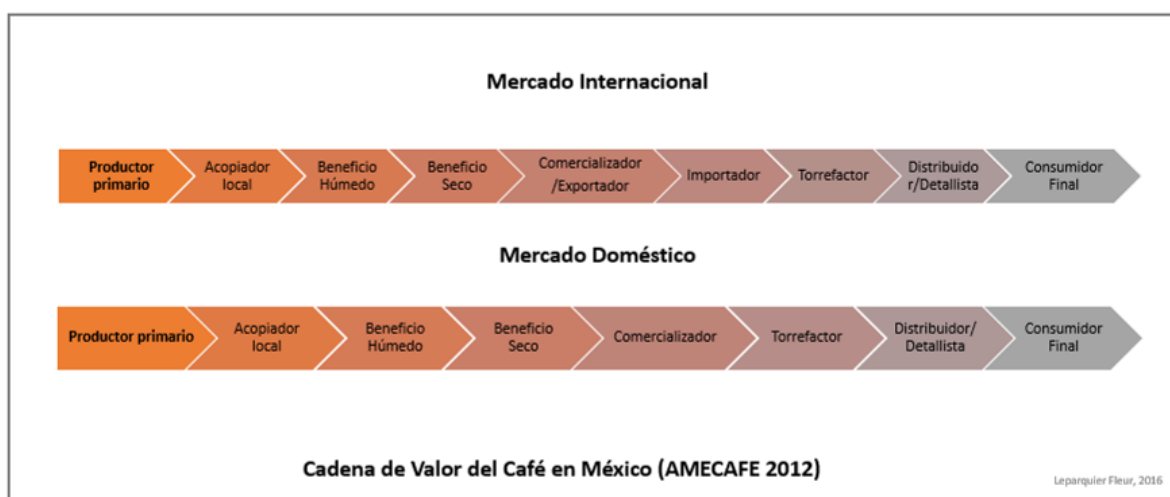 Mercado Internacional
Productor
primario
Acopiador
local
Beneficio
Húmedo
Beneficio
Seco
Comercializador
/Exportador
Importador
Torrefactor
Distribuido
r/Detallista
Consumidor
Final
Mercado Doméstico
Productor primario
Acopiador
local
Beneficio
Húmedo
Beneficio
Seco
Comercializador
Torrefactor
Distribuidor/
Detallista
Consumidor
Final
Cadena de Valor del Café en México (AMECAFE 2012)
Leparquier Fleur, 2016